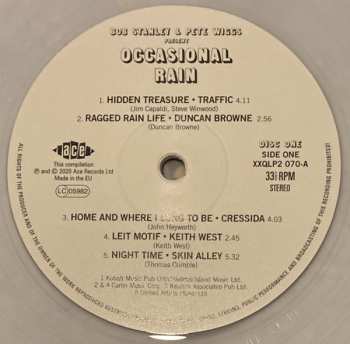 BOB STANLEY & PETE WIGGS
PRESENT
OCCASIONAL
RAIN
1. HIDDEN TREASURE • TRAFFIC 4.11
(Jim Capaldi, Steve Winwood)
2. RAGGED RAIN LIFE • DUNCAN BROWNE 2.56
(Duncan Browne)
ace
This compilation
℗ and © 2020 Ace Records Ltd
Made in the EU
LC 05982
DISC ONE
SIDE ONE
XXQLP2 070-A
33⅓ RPM
STEREO
3. HOME AND WHERE I LONG TO BE • CRESSIDA 4.03
(John Heyworth)
4. LEIT MOTIF • KEITH WEST 2.45
(Keith West)
5. NIGHT TIME • SKIN ALLEY 5.32
(Thomas Crimble)
ALL RIGHTS OF THE PRODUCER AND OF THE OWNER OF THE WORK REPRODUCED
PUBLIC PERFORMANCE AND BROADCASTING OF THIS RECORDING PROHIBITED